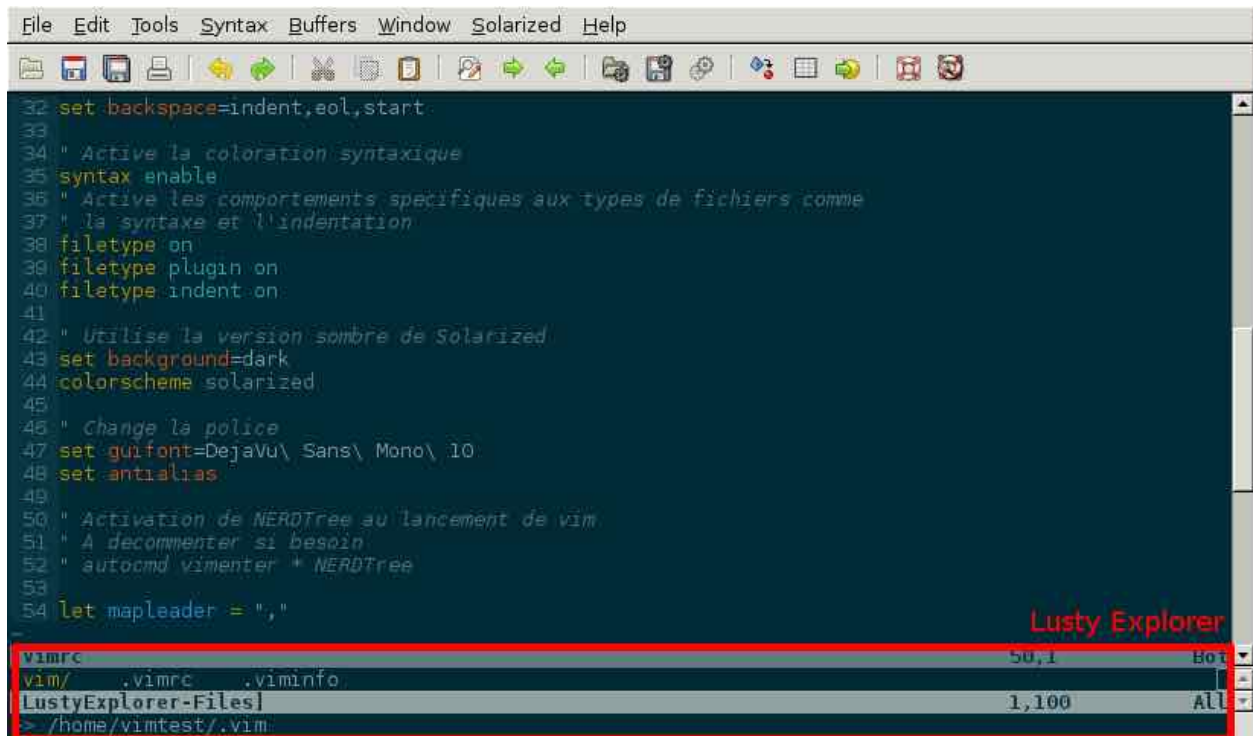 File Edit Tools Syntax Buffers Window Solarized Help
32 set backspace=indent,eol,start
33
34 " Active la coloration syntaxique
35 syntax enable
36 " Active les comportements specifiques aux types de fichiers comme
37 " la syntaxe et l'indentation
38 filetype on
39 filetype plugin on
40 filetype indent on
41
42 " Utilise la version sombre de Solarized
43 set background=dark
44 colorscheme solarized
45
46 " Change la police
47 set guifont=DejaVu\ Sans\ Mono\ 10
48 set antialias
49
50 " Activation de NERDTree au lancement de vim
51 " A decommenter si besoin
52 " autocmd vimenter * NERDTree
53
54 let mapleader = ","
Lusty Explorer
vimrc 50,1 Bot
vim/ .vimrc .viminfo
LustyExplorer-Files] 1,100 All
> /home/vimtest/.vim